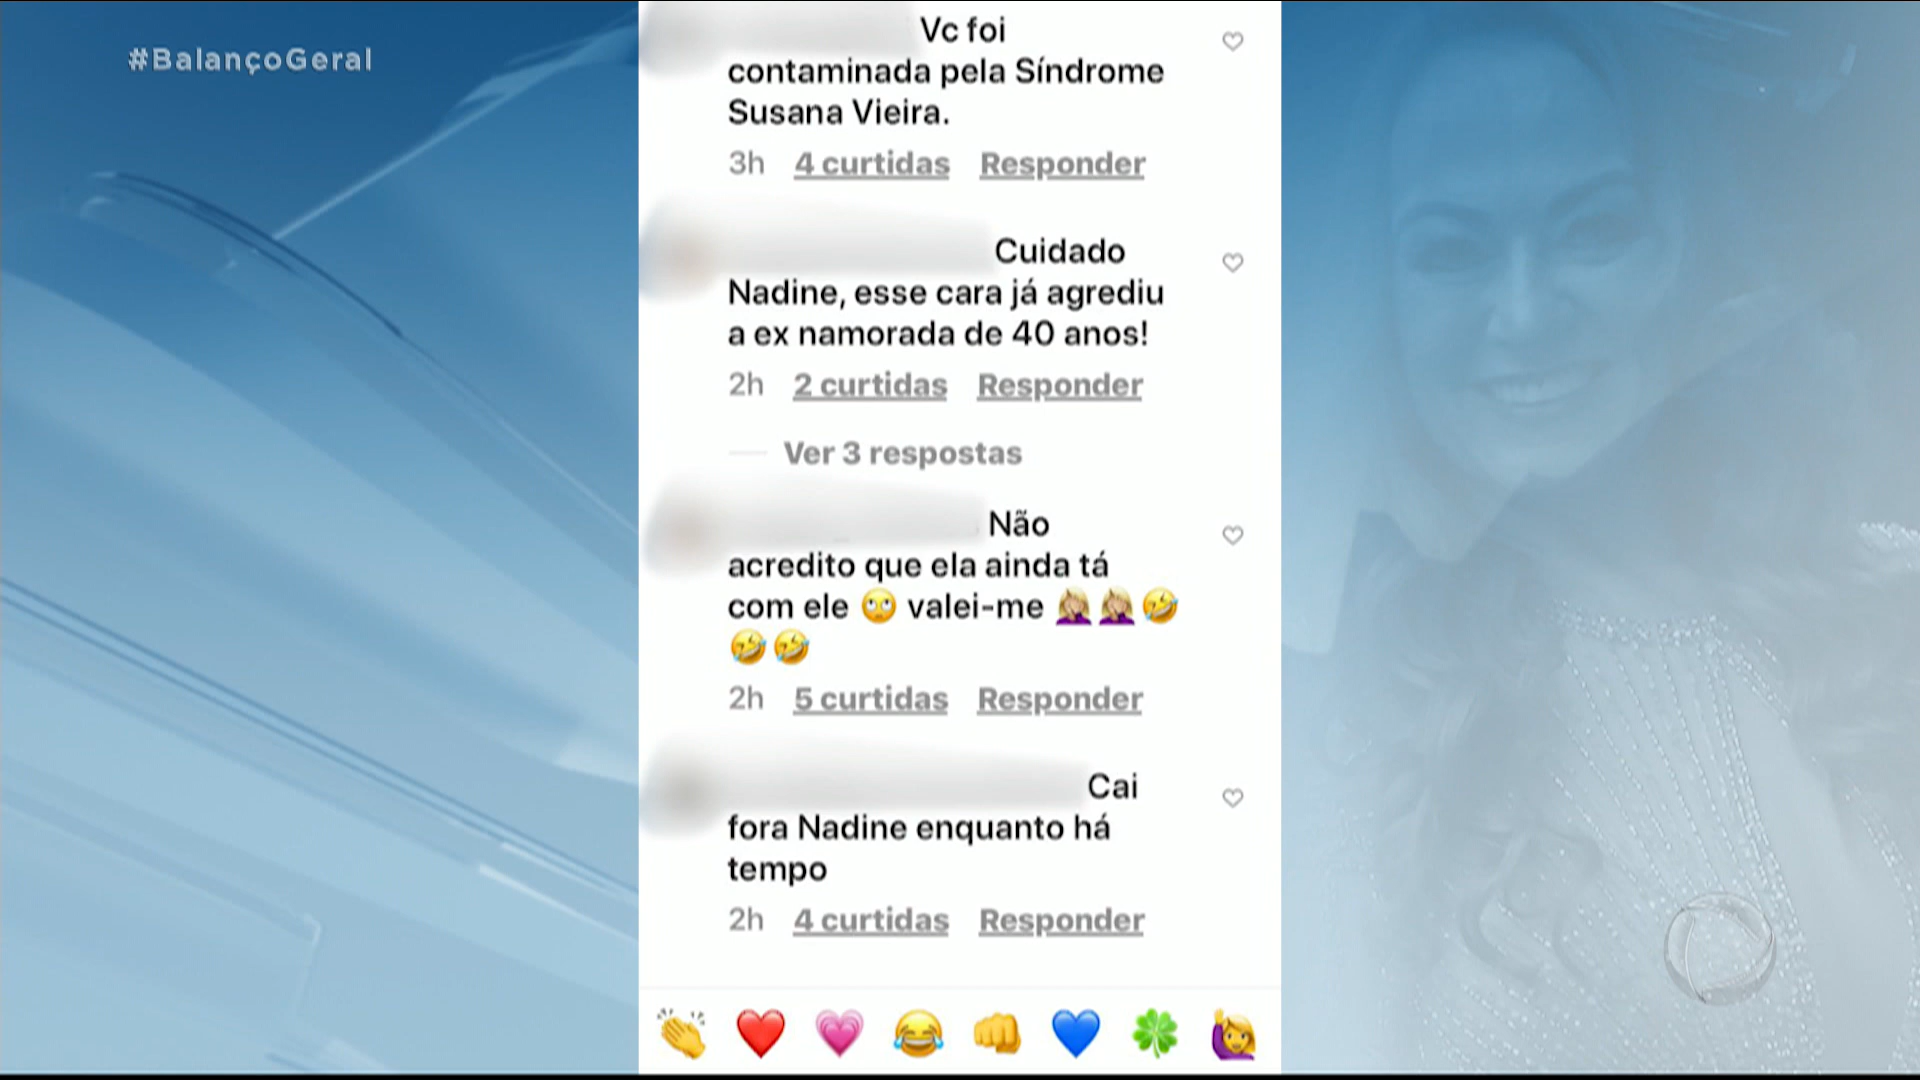 #BalançoGeral
Vc foi
contaminada pela Síndrome
Susana Vieira.
3h 4 curtidas Responder
Cuidado
Nadine, esse cara já agrediu
a ex namorada de 40 anos!
2h 2 curtidas Responder
Ver 3 respostas
Não
acredito que ela ainda tá
com ele 🙄 valei-me 🤦🏼‍♀️🤦🏼‍♀️🤣
🤣🤣
2h 5 curtidas Responder
Cai
fora Nadine enquanto há
tempo
2h 4 curtidas Responder